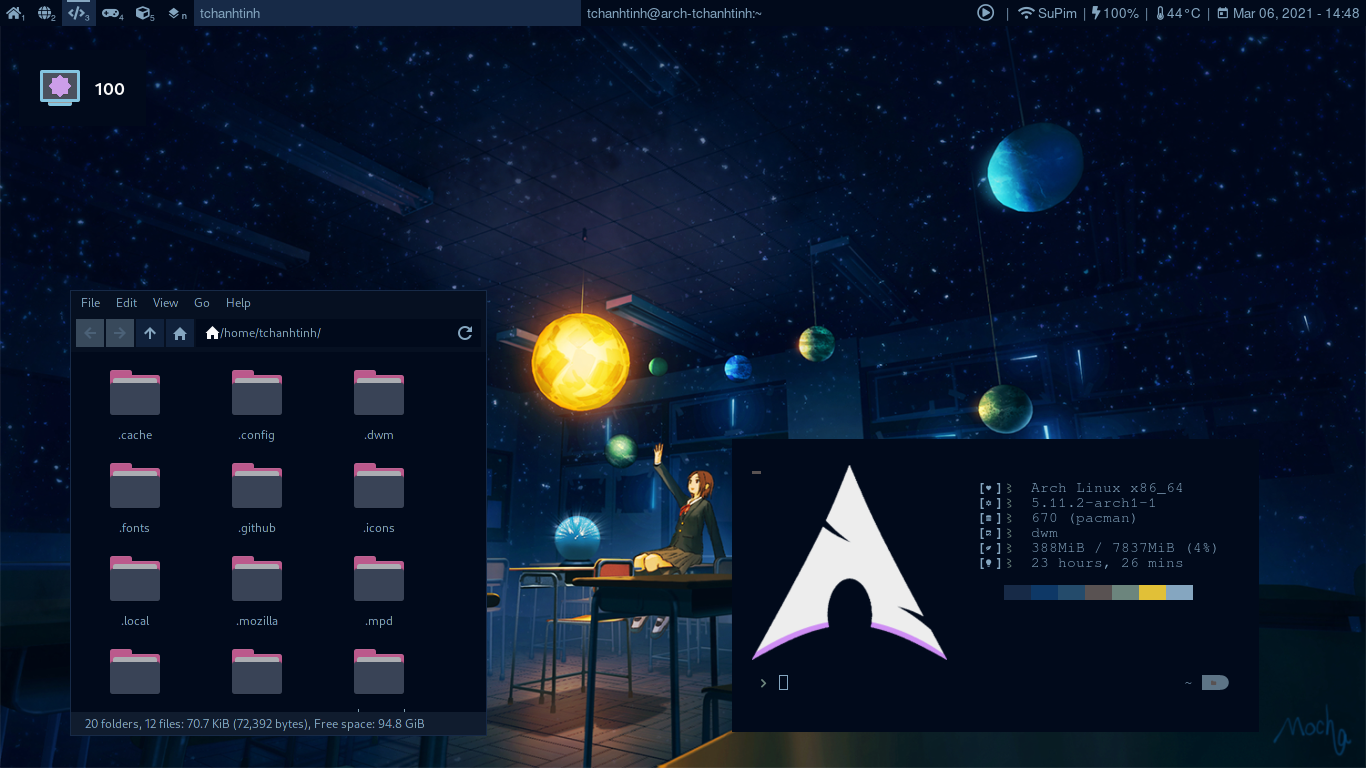 1 2 3 4 5 n tchanhtinh tchanhtinh@arch-tchanhtinh:~ | SuPim | 100% | 44°C | Mar 06, 2021 - 14:48
100
File Edit View Go Help
/home/tchanhtinh/
.cache .config .dwm
.fonts .github .icons
.local .mozilla .mpd
20 folders, 12 files: 70.7 KiB (72,392 bytes), Free space: 94.8 GiB
Arch Linux x86_64
5.11.2-arch1-1
670 (pacman)
dwm
388MiB / 7837MiB (4%)
23 hours, 26 mins
> ~
Mocha